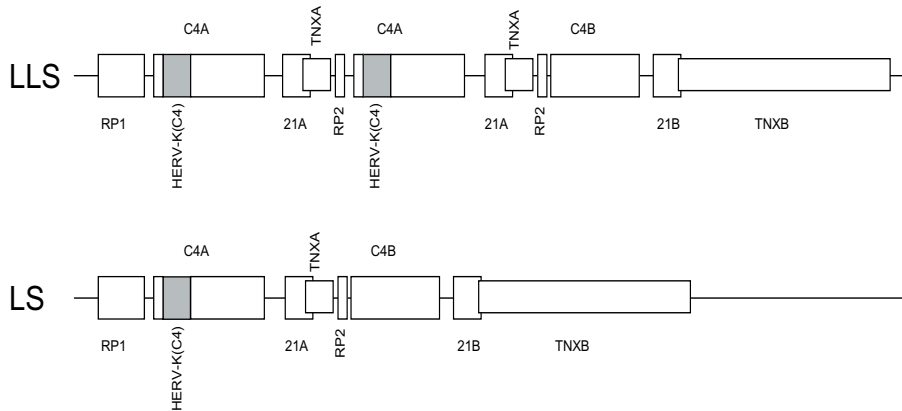 C4A TNXA C4A TNXA C4B
LLS
RP1 HERV-K(C4) 21A RP2 HERV-K(C4) 21A RP2 21B TNXB
C4A TNXA C4B
LS
RP1 HERV-K(C4) 21A RP2 21B TNXB